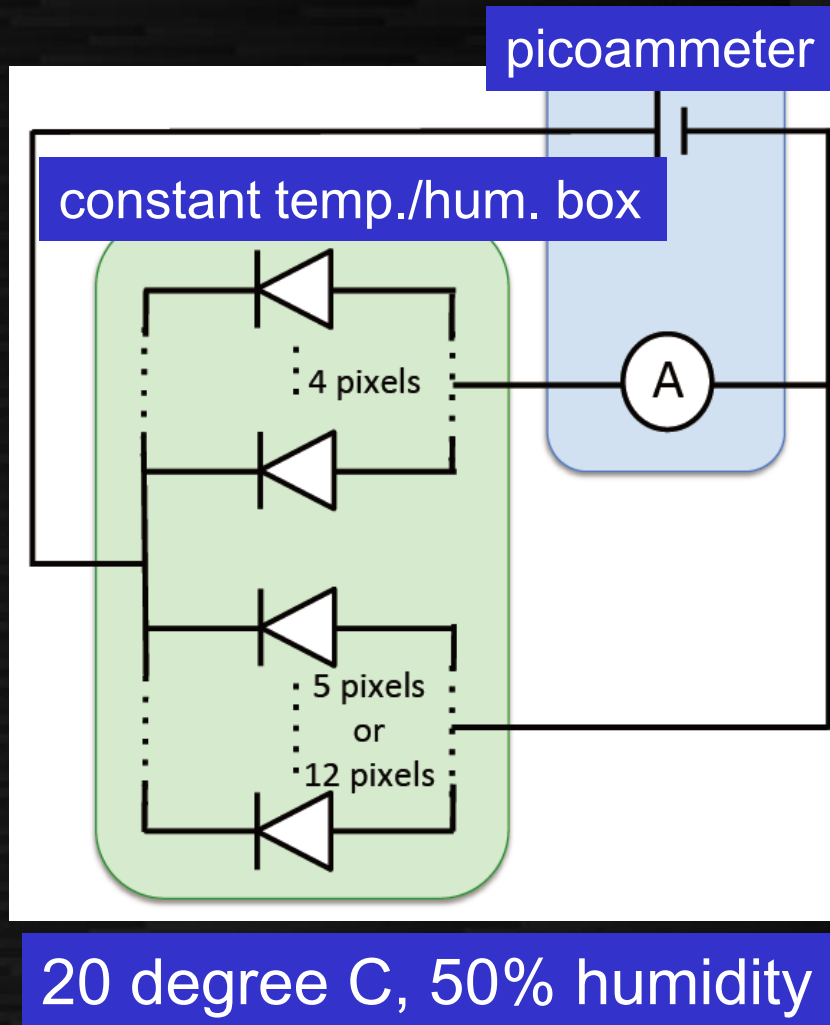 picoammeter
constant temp./hum. box
4 pixels
A
5 pixels
or
12 pixels
20 degree C, 50% humidity